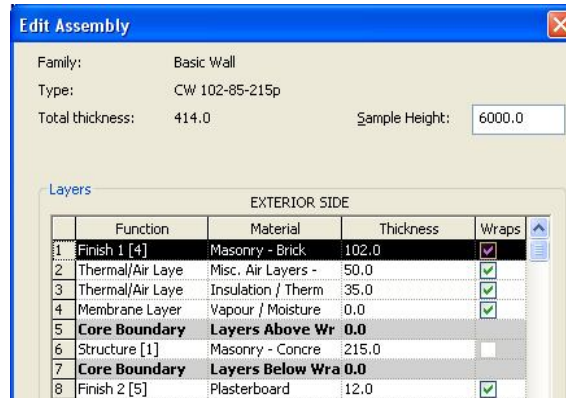 Edit Assembly
Family: Basic Wall
Type: CW 102-85-215p
Total thickness: 414.0 Sample Height: 6000.0
Layers
EXTERIOR SIDE
Function Material Thickness Wraps
1 Finish 1 [4] Masonry - Brick 102.0
2 Thermal/Air Laye Misc. Air Layers - 50.0
3 Thermal/Air Laye Insulation / Therm 35.0
4 Membrane Layer Vapour / Moisture 0.0
5 Core Boundary Layers Above Wr 0.0
6 Structure [1] Masonry - Concre 215.0
7 Core Boundary Layers Below Wra 0.0
8 Finish 2 [5] Plasterboard 12.0